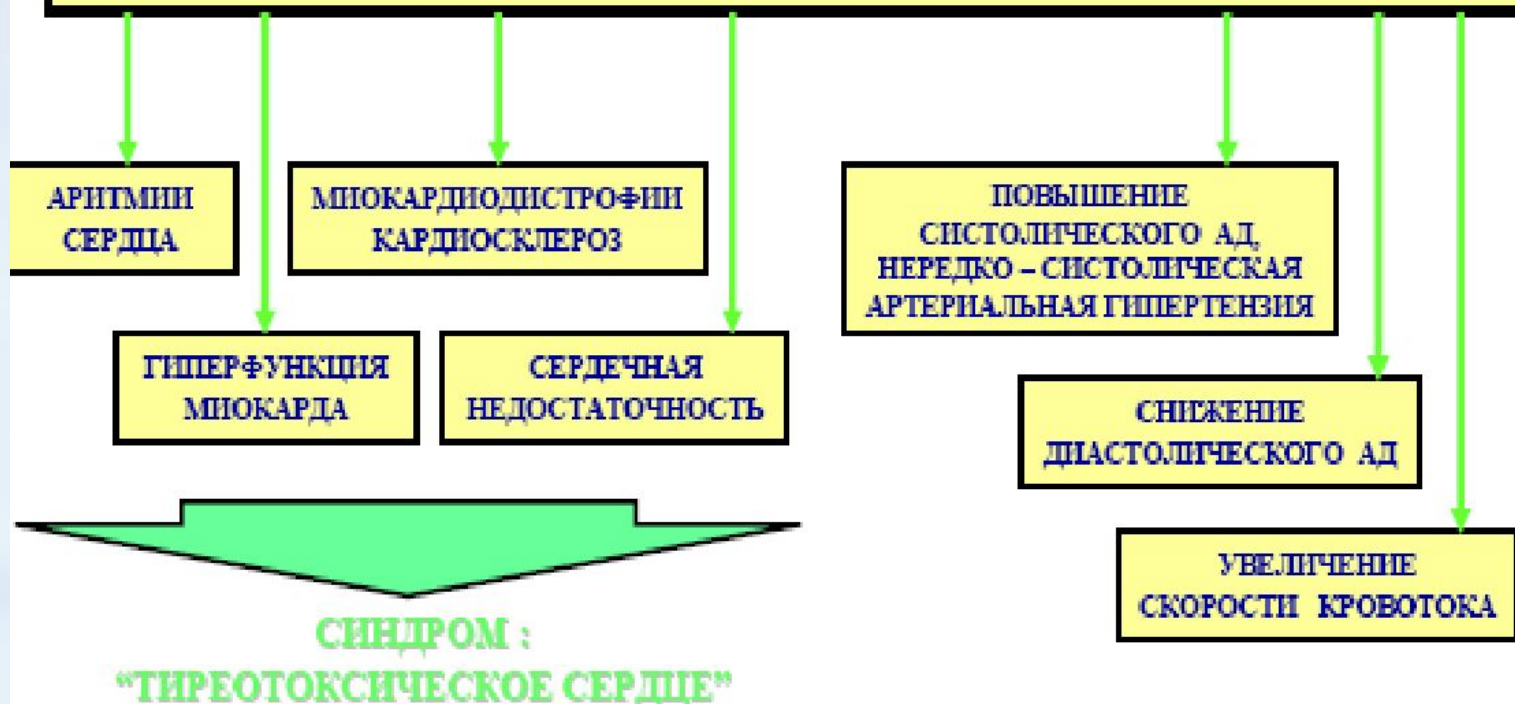 АРИТМИИ
СЕРДЦА
МИОКАРДИОДИСТРОФИИ
КАРДИОСКЛЕРОЗ
ПОВЫШЕНИЕ
СИСТОЛИЧЕСКОГО АД,
НЕРЕДКО – СИСТОЛИЧЕСКАЯ
АРТЕРИАЛЬНАЯ ГИПЕРТЕНЗИЯ
ГИПЕРФУНКЦИЯ
МИОКАРДА
СЕРДЕЧНАЯ
НЕДОСТАТОЧНОСТЬ
СНИЖЕНИЕ
ДИАСТОЛИЧЕСКОГО АД
УВЕЛИЧЕНИЕ
СКОРОСТИ КРОВОТОКА
СИНДРОМ :
“ТИРЕОТОКСИЧЕСКОЕ СЕРДЦЕ”